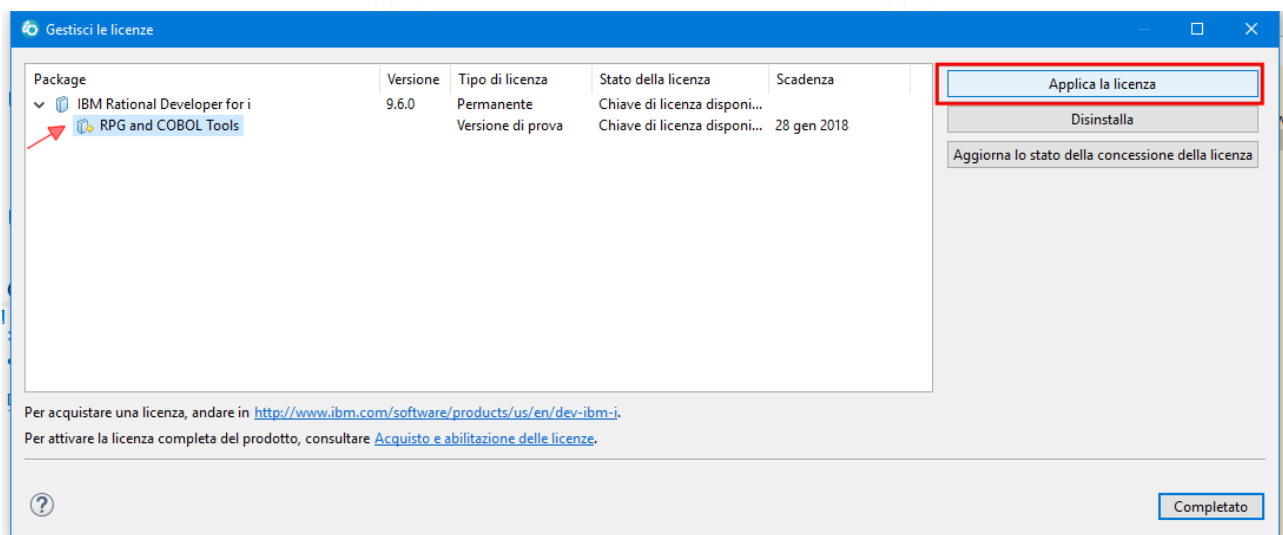 Gestisci le licenze
Package Versione Tipo di licenza Stato della licenza Scadenza
IBM Rational Developer for i 9.6.0 Permanente Chiave di licenza disponi...
RPG and COBOL Tools Versione di prova Chiave di licenza disponi... 28 gen 2018
Applica la licenza
Disinstalla
Aggiorna lo stato della concessione della licenza
Per acquistare una licenza, andare in http://www.ibm.com/software/products/us/en/dev-ibm-i.
Per attivare la licenza completa del prodotto, consultare Acquisto e abilitazione delle licenze.
?
Completato